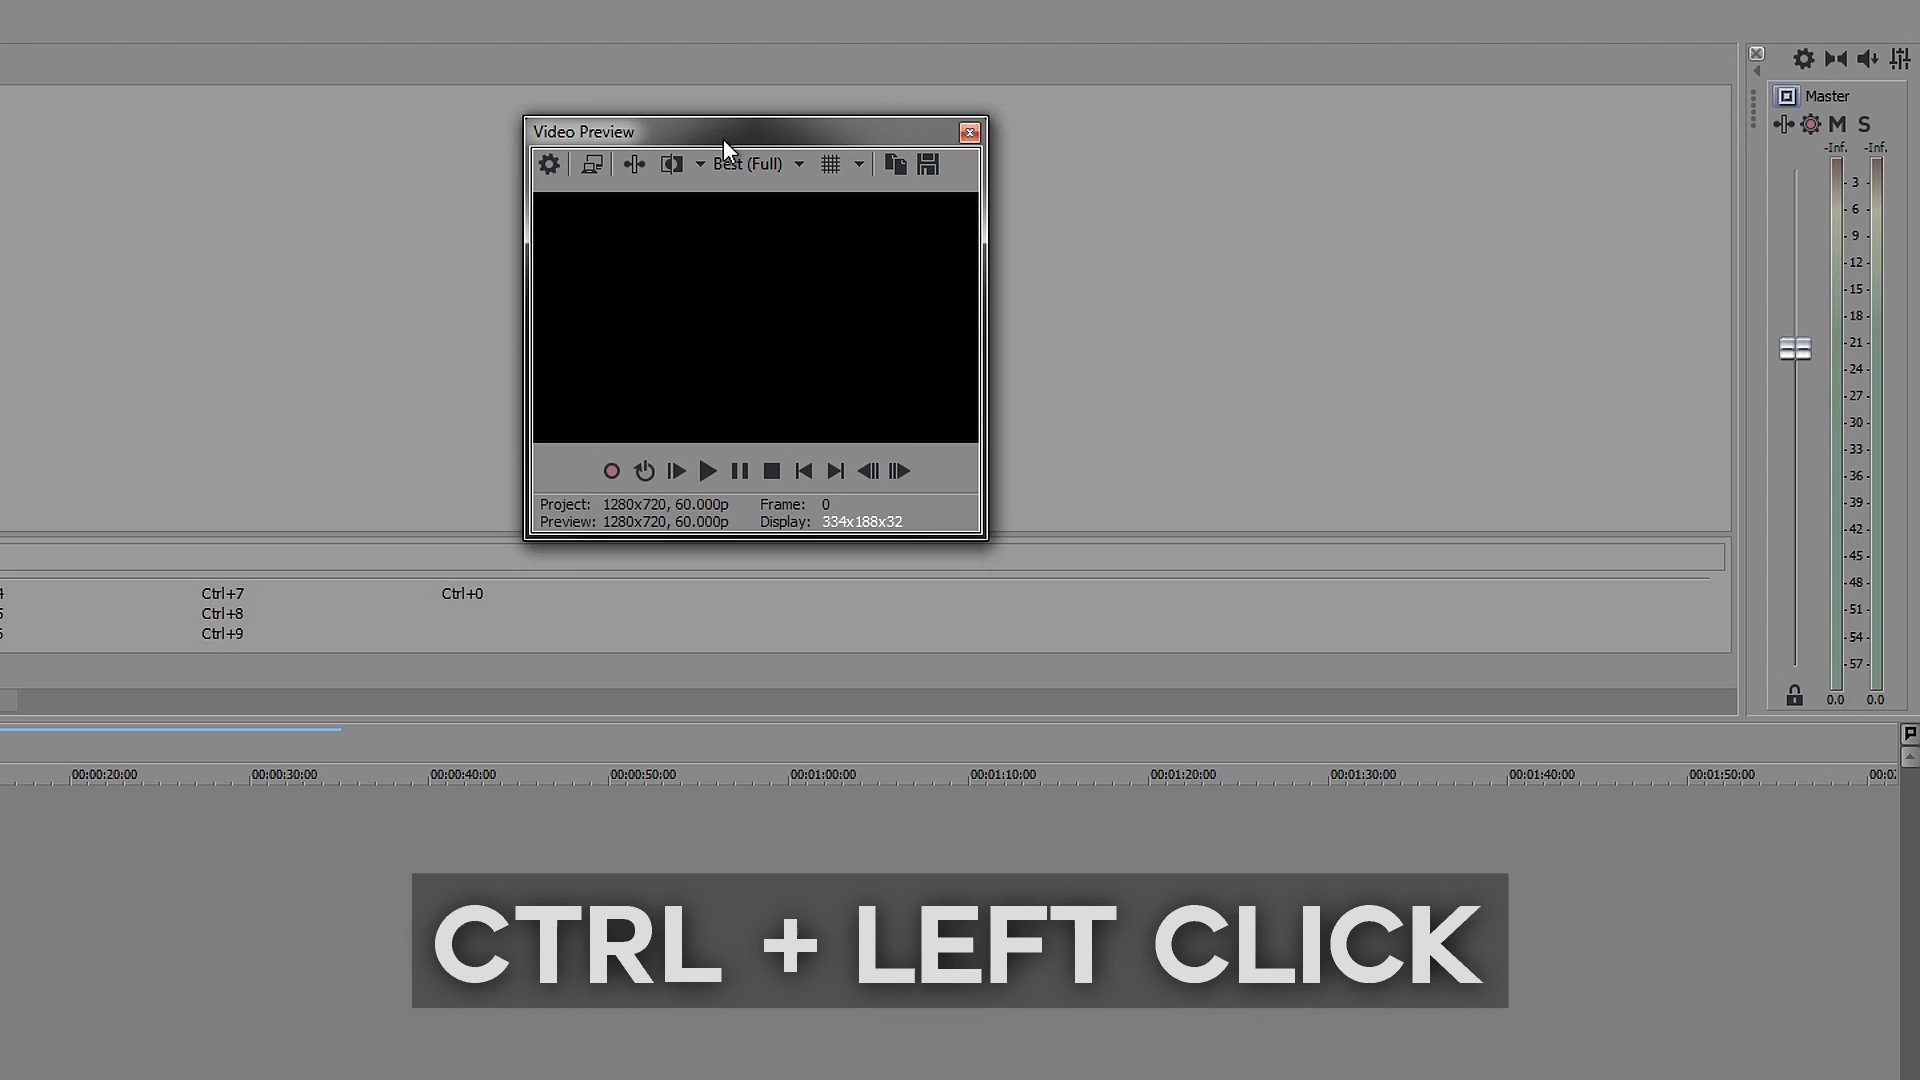 Video Preview
Best (Full)
Project: 1280x720, 60.000p Frame: 0
Preview: 1280x720, 60.000p Display: 334x188x32
Master
M S
-Inf. -Inf.
3
6
9
12
15
18
21
24
27
30
33
36
39
42
45
48
51
54
57
0.0 0.0
4 Ctrl+7 Ctrl+0
5 Ctrl+8
6 Ctrl+9
00:00:20:00 00:00:30:00 00:00:40:00 00:00:50:00 00:01:00:00 00:01:10:00 00:01:20:00 00:01:30:00 00:01:40:00 00:01:50:00 00:0
CTRL + LEFT CLICK